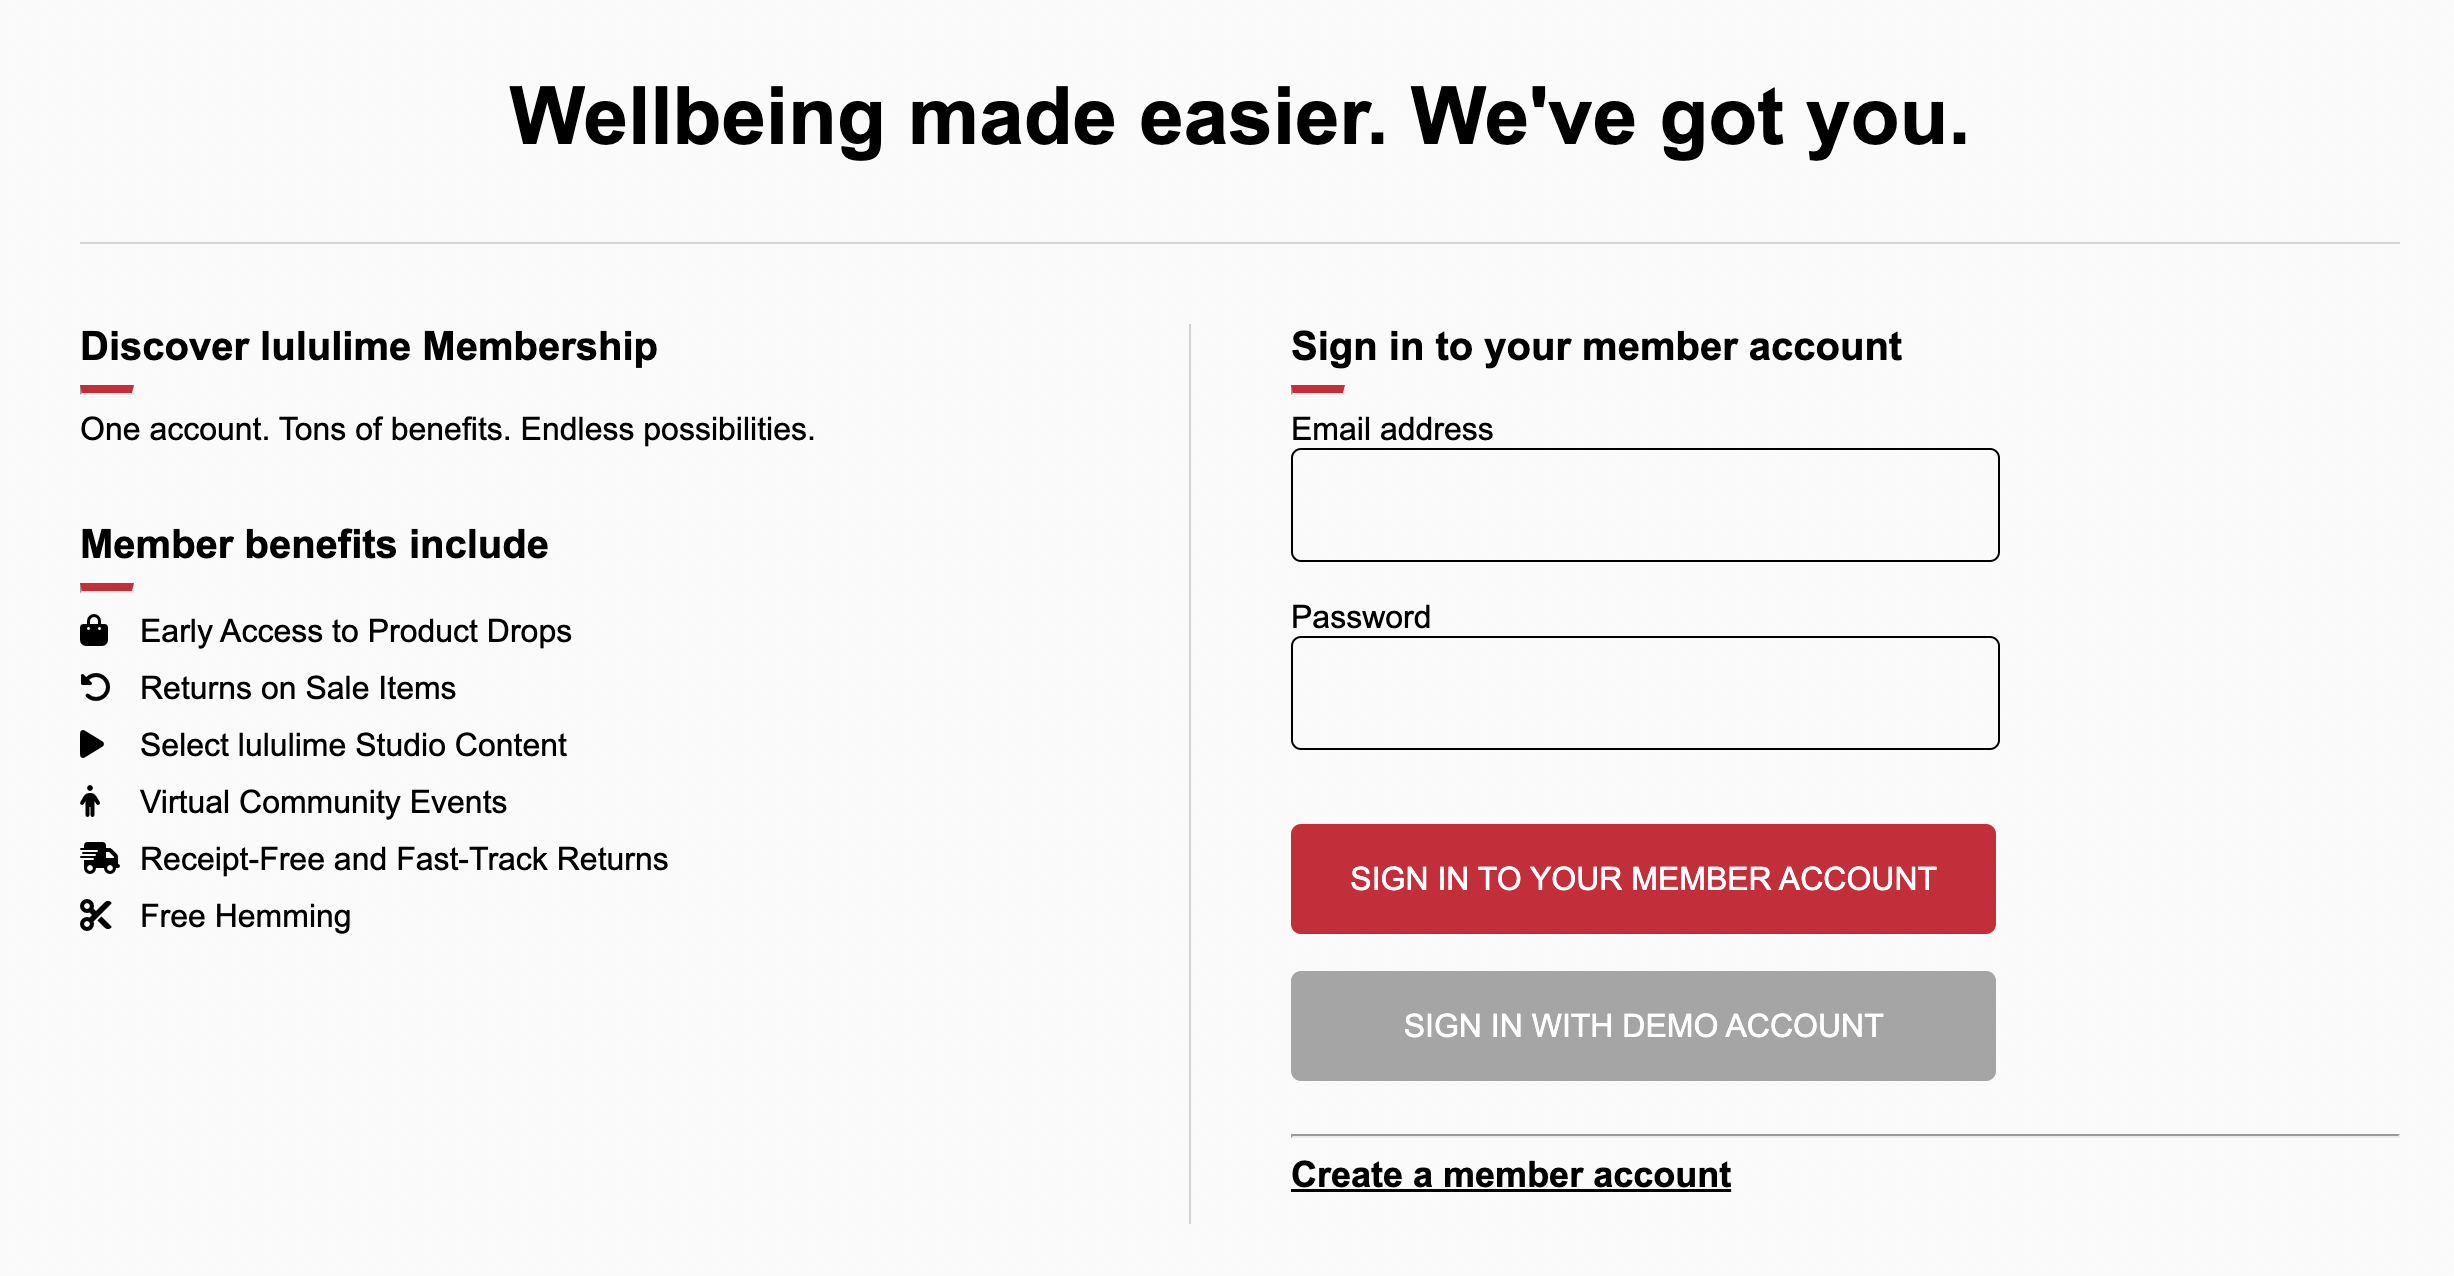 Wellbeing made easier. We've got you.
Discover lululime Membership
One account. Tons of benefits. Endless possibilities.
Member benefits include
Early Access to Product Drops
Returns on Sale Items
Select lululime Studio Content
Virtual Community Events
Receipt-Free and Fast-Track Returns
Free Hemming
Sign in to your member account
Email address
Password
SIGN IN TO YOUR MEMBER ACCOUNT
SIGN IN WITH DEMO ACCOUNT
Create a member account